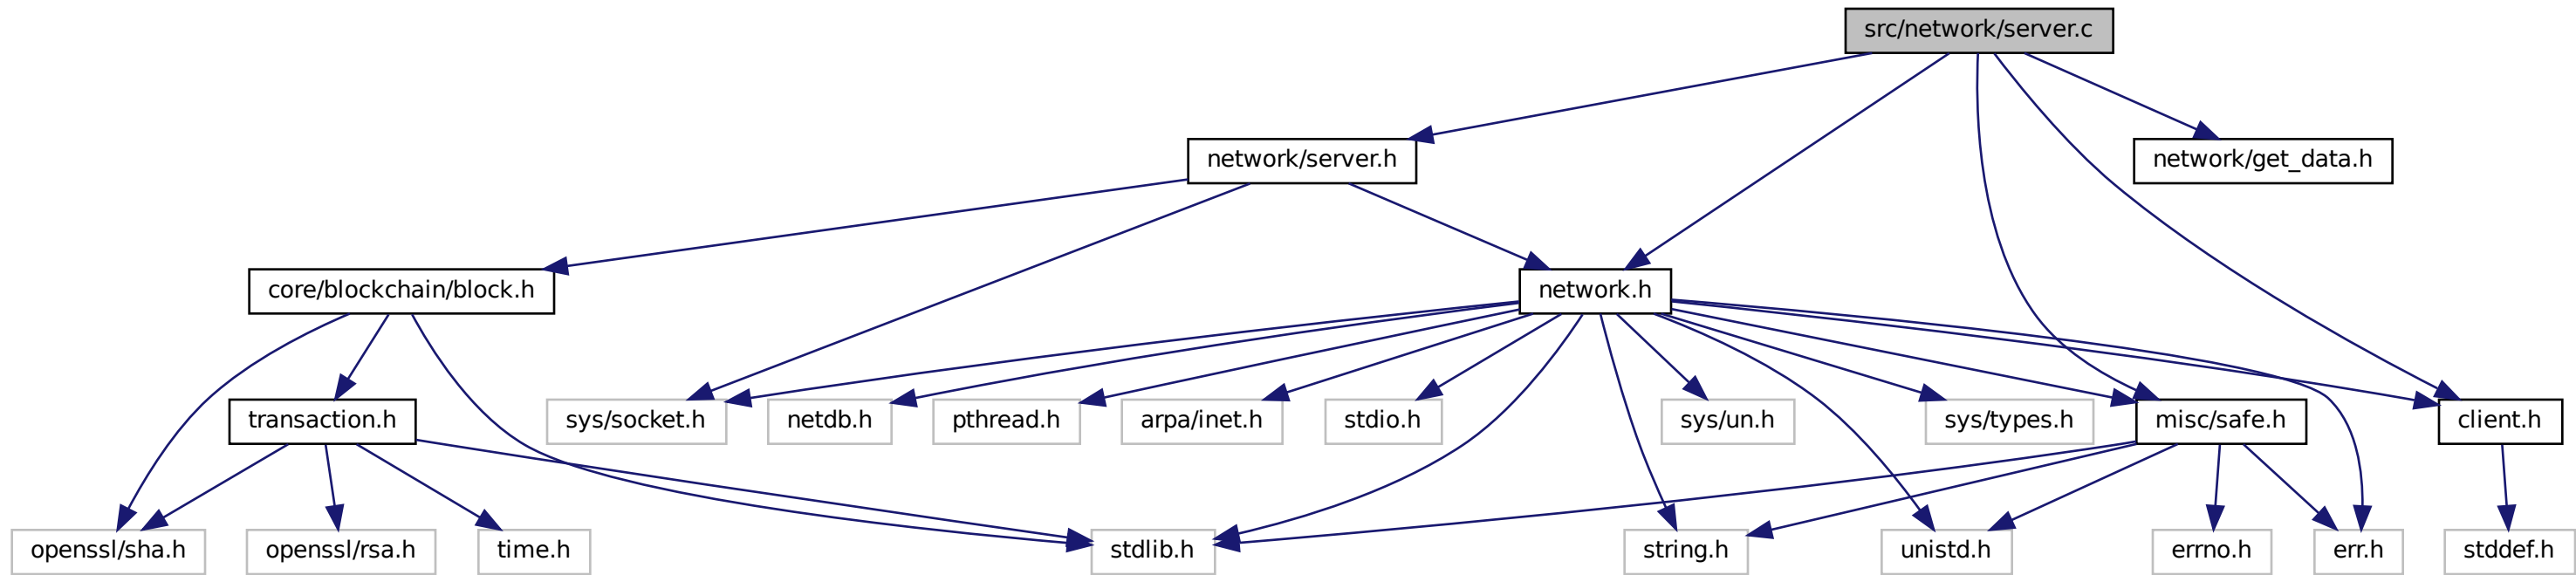 src/network/server.c
network/server.h
network/get_data.h
core/blockchain/block.h
network.h
transaction.h
sys/socket.h
netdb.h
pthread.h
arpa/inet.h
stdio.h
sys/un.h
sys/types.h
misc/safe.h
client.h
openssl/sha.h
openssl/rsa.h
time.h
stdlib.h
string.h
unistd.h
errno.h
err.h
stddef.h